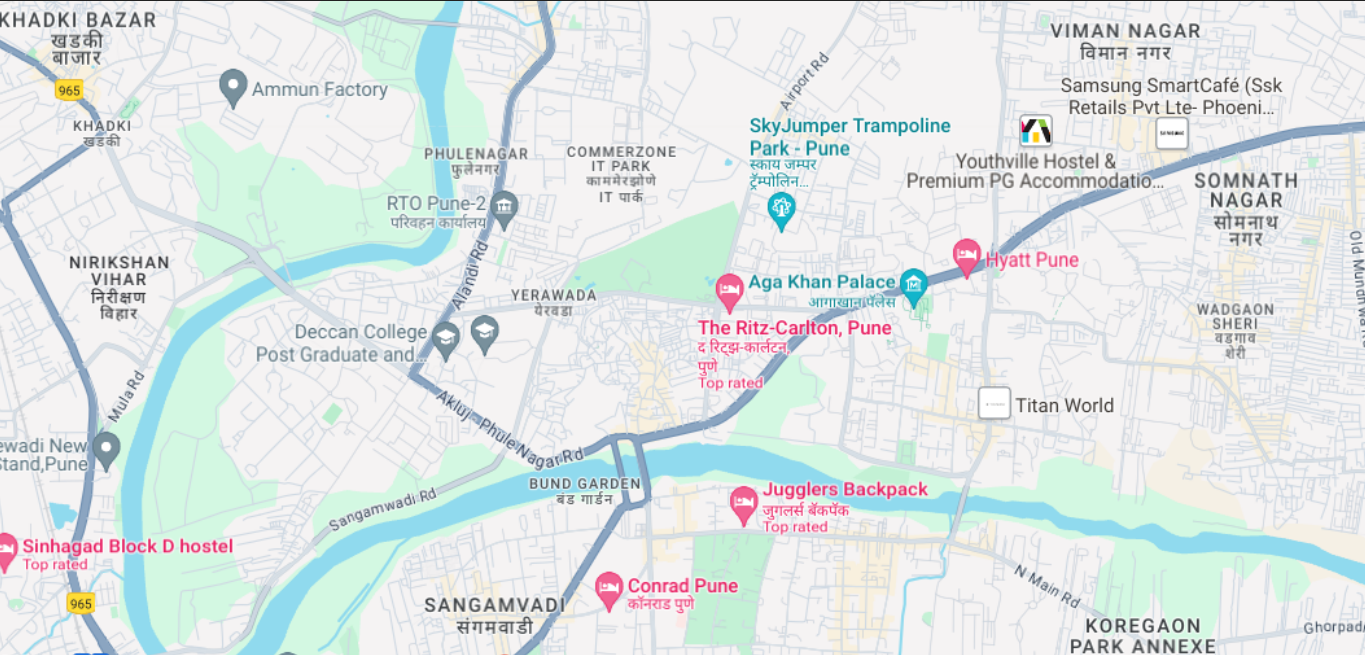 KHADKI BAZAR
खडकी
बाजार
965
Ammun Factory
KHADKI
खडकी
PHULENAGAR
फुलेनगर
COMMERZONE
IT PARK
काममेरझोणे
IT पार्क
Airport Rd
VIMAN NAGAR
विमान नगर
Samsung SmartCafé (Ssk
Retails Pvt Lte- Phoeni...
SAMSUNG
SkyJumper Trampoline
Park - Pune
स्काय जम्पर
ट्रॅम्पोलिन...
Youthville Hostel &
Premium PG Accommodatio...
SOMNATH
NAGAR
सोमनाथ
नगर
RTO Pune-2
परिवहन कार्यालय
Alandi Rd
NIRIKSHAN
VIHAR
निरीक्षण
विहार
Hyatt Pune
Aga Khan Palace
आगाखान पॅलेस
YERAWADA
येरवडा
The Ritz-Carlton, Pune
द रिट्झ-कार्लटन,
पुणे
Top rated
WADGAON
SHERI
वडगाव
शेरी
Deccan College
Post Graduate and...
Mula Rd
Akluj - Phule Nagar Rd
Titan World
ewadi New
Stand,Pune
BUND GARDEN
बंड गार्डन
Sangamwadi Rd
Jugglers Backpack
जुगलर्स बॅकपॅक
Top rated
Sinhagad Block D hostel
Top rated
965
Conrad Pune
कॉनराड पुणे
SANGAMVADI
संगमवाडी
N Main Rd
KOREGAON
PARK ANNEXE
Ghorpad